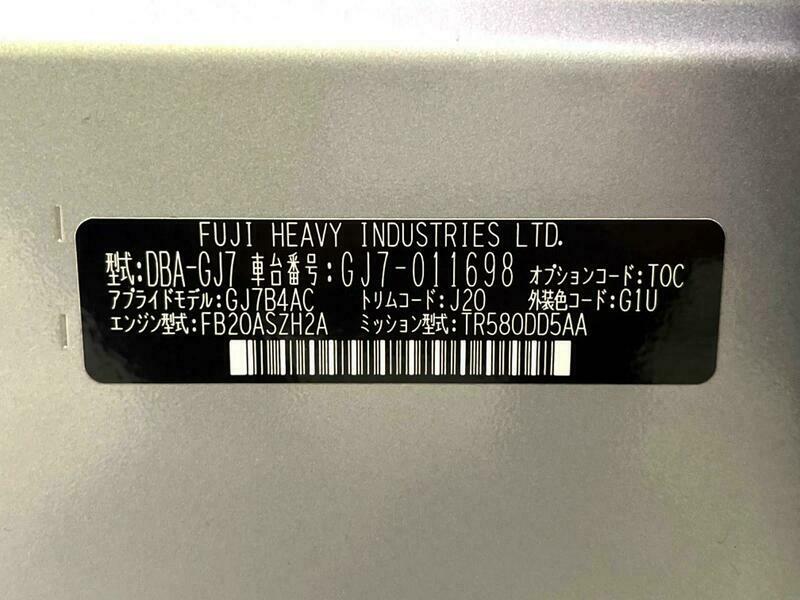 FUJI HEAVY INDUSTRIES LTD.
型式:DBA-GJ7 車台番号:GJ7-011698 オプションコード:TOC
アプライドモデル:GJ7B4AC トリムコード:J20 外装色コード:G1U
エンジン型式:FB20ASZH2A ミッション型式:TR580DD5AA